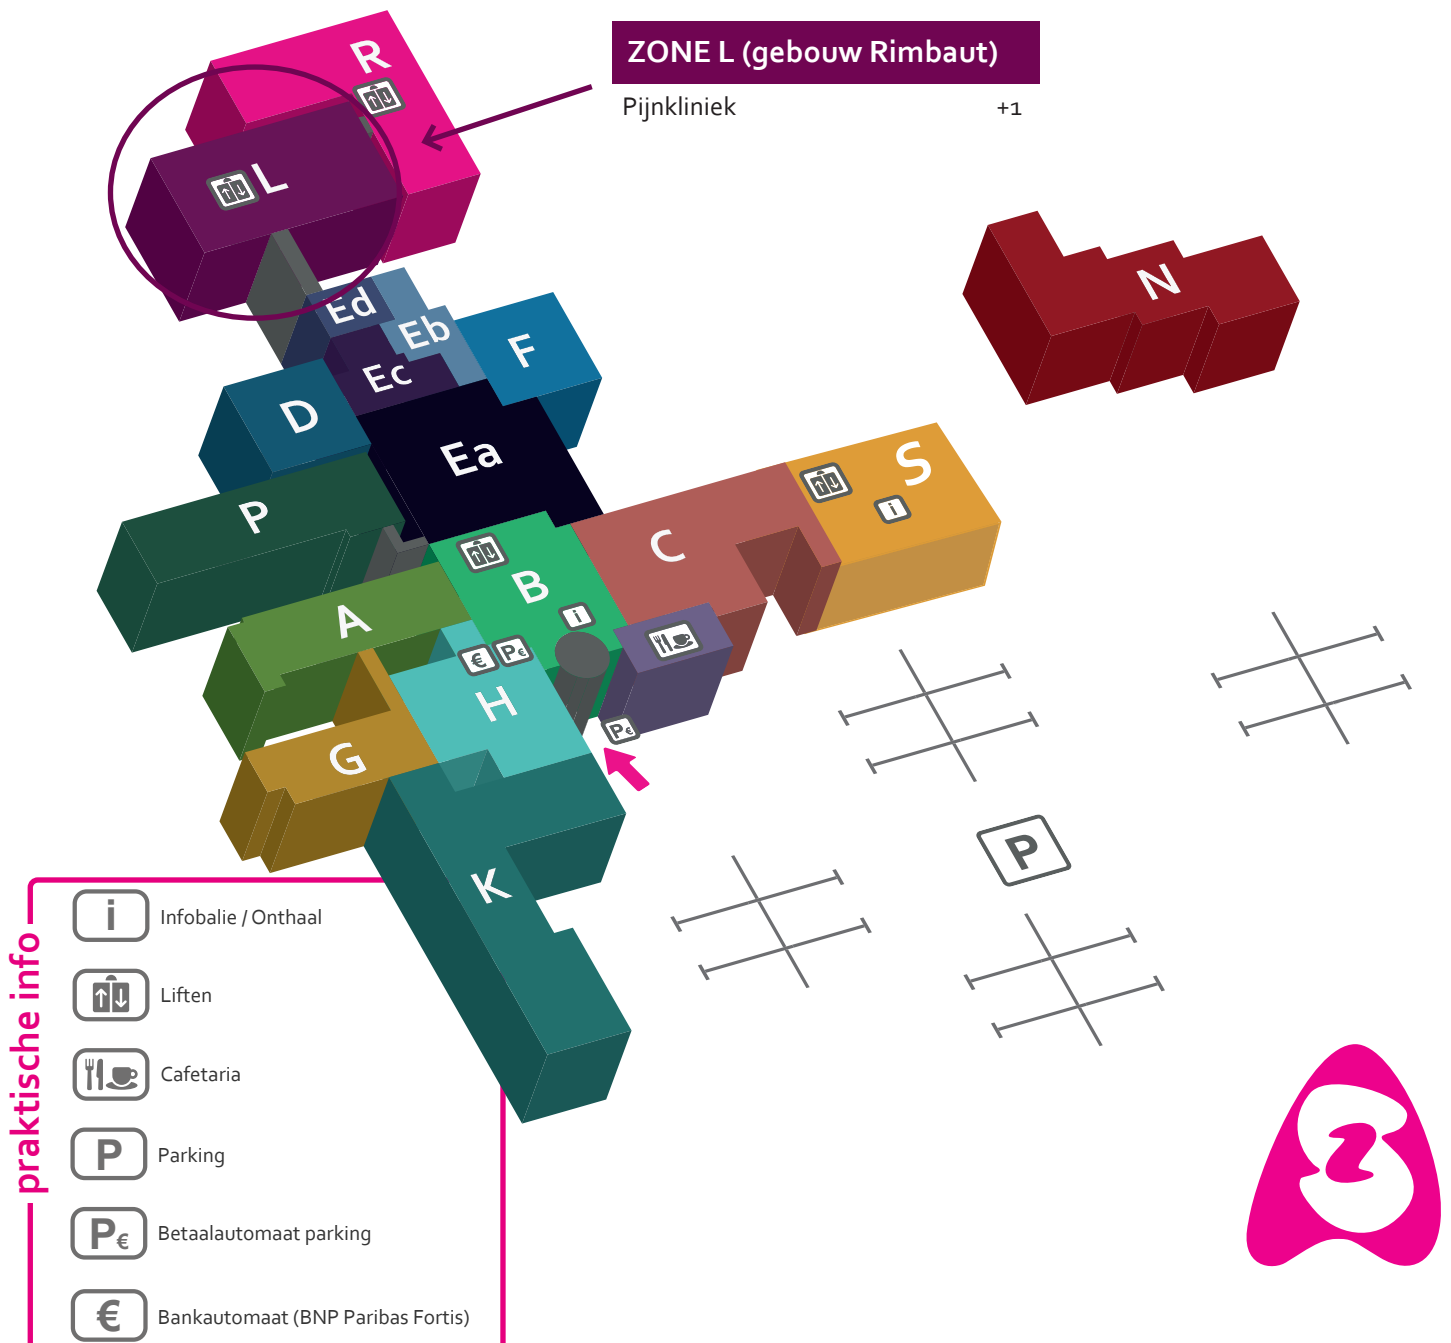 ZONE L (gebouw Rimbaut)
Pijnkliniek +1
R
L
N
Ed
Eb
F
Ec
D
Ea
S
i
P
C
B
A
i
€ P€
H
P€
G
P
K
praktische info
i Infobalie / Onthaal
Liften
Cafetaria
P Parking
P€ Betaalautomaat parking
€ Bankautomaat (BNP Paribas Fortis)